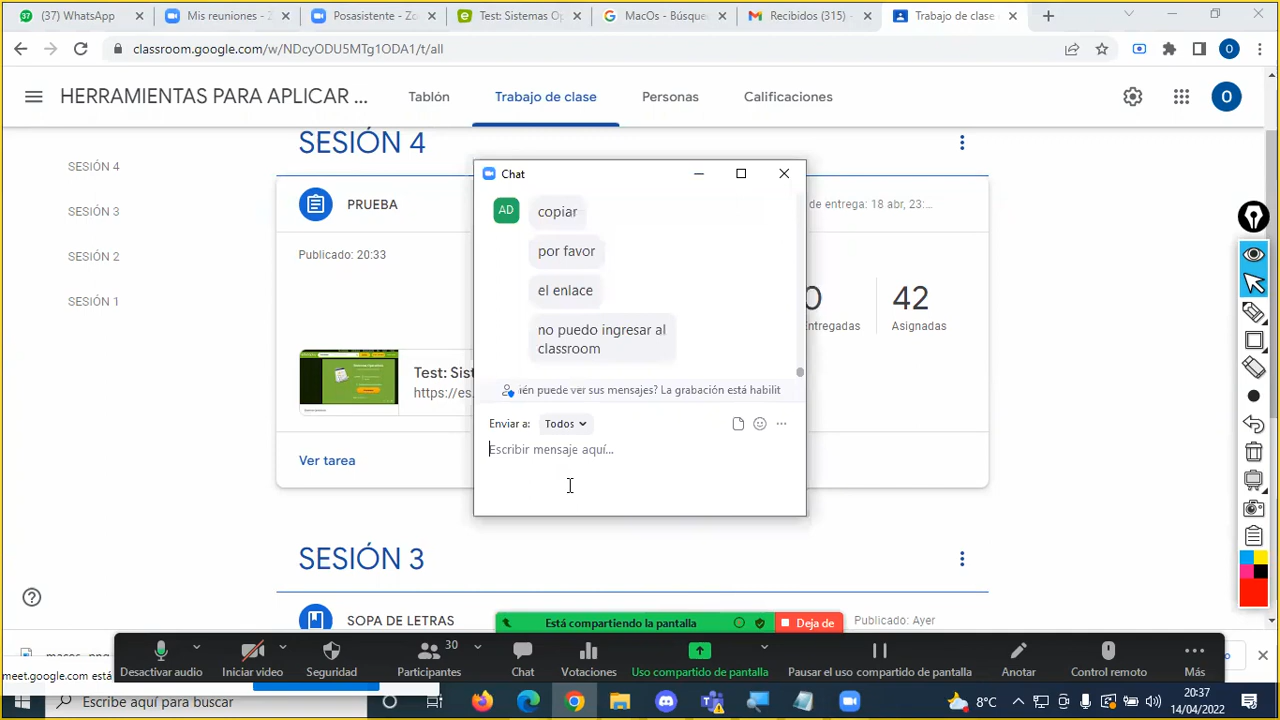 (37) WhatsApp
Mis reuniones - Z
Posasistente - Zo
Test: Sistemas Op
MacOs - Búsque
Recibidos (315) -
Trabajo de clase
classroom.google.com/w/NDcyODU5MTg1ODA1/t/all
O
HERRAMIENTAS PARA APLICAR ...
Tablón
Trabajo de clase
Personas
Calificaciones
O
SESIÓN 4
SESIÓN 3
SESIÓN 2
SESIÓN 1
SESIÓN 4
PRUEBA
de entrega: 18 abr, 23:...
Publicado: 20:33
0
42
Entregadas
Asignadas
Test: Sist
https://es.
Ver tarea
Chat
AD
copiar
por favor
el enlace
no puedo ingresar al
classroom
ién puede ver sus mensajes? La grabación está habilit
Enviar a:
Todos
Escribir mensaje aquí...
SESIÓN 3
SOPA DE LETRAS
Publicado: Ayer
Está compartiendo la pantalla
Deja de
30
Desactivar audio
Iniciar video
Seguridad
Participantes
Chat
Votaciones
Uso compartido de pantalla
Pausar el uso compartido de pantalla
Anotar
Control remoto
Más
meet.google.com está
Escribe aquí para buscar
8°C
20:37
14/04/2022